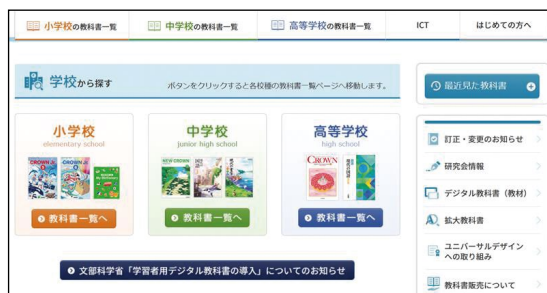 小学校の教科書一覧
中学校の教科書一覧
高等学校の教科書一覧
ICT
はじめての方へ
学校から探す
ボタンをクリックすると各校種の教科書一覧ページへ移動します。
小学校
elementary school
CROWN Jr.
CROWN Jr.
教科書一覧へ
中学校
junior high school
NEW CROWN
教科書一覧へ
高等学校
high school
CROWN
教科書一覧へ
文部科学省「学習者用デジタル教科書の導入」についてのお知らせ
最近見た教科書
訂正・変更のお知らせ
研究会情報
デジタル教科書（教材）
拡大教科書
ユニバーサルデザイン
への取り組み
教科書販売について